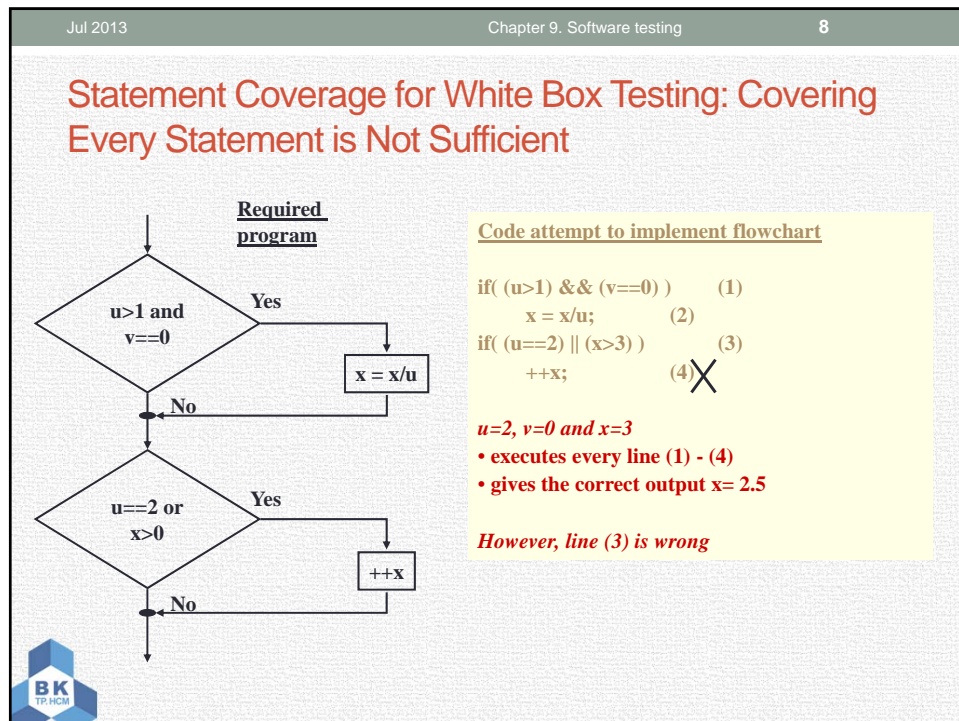 Jul 2013 Chapter 9. Software testing 8
Statement Coverage for White Box Testing: Covering
Every Statement is Not Sufficient
Required
program
u>1 and
v==0
Yes
x = x/u
No
u==2 or
x>0
Yes
++x
No
Code attempt to implement flowchart
if( (u>1) && (v==0) ) (1)
x = x/u; (2)
if( (u==2) || (x>3) ) (3)
++x; (4)
u=2, v=0 and x=3
• executes every line (1) - (4)
• gives the correct output x= 2.5
However, line (3) is wrong
BK
TP.HCM